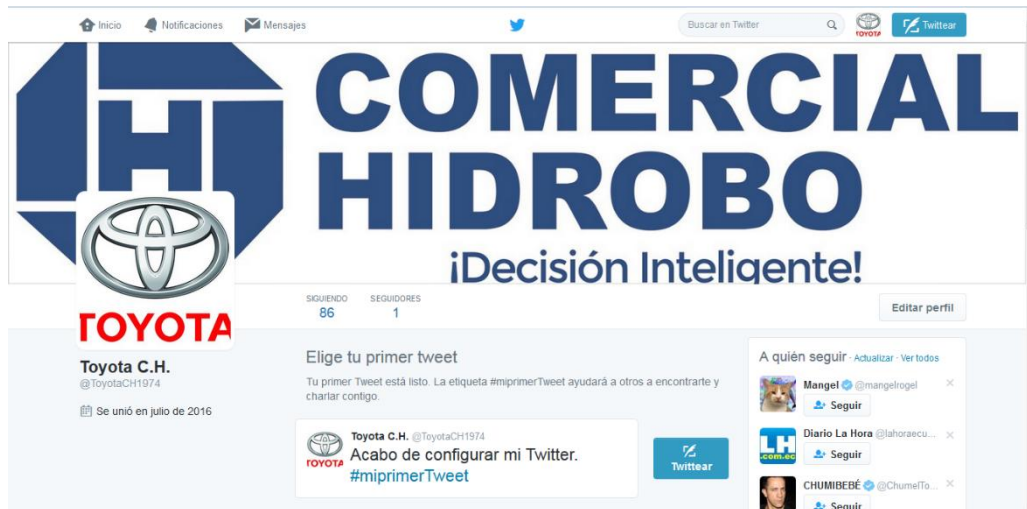 Inicio Notificaciones Mensajes Buscar en Twitter TOYOTA Twittear
COMERCIAL
HIDROBO
¡Decisión Inteligente!
TOYOTA
SIGUIENDO SEGUIDORES
86 1
Editar perfil
Toyota C.H.
@ToyotaCH1974
Se unió en julio de 2016
Elige tu primer tweet
Tu primer Tweet está listo. La etiqueta #miprimerTweet ayudará a otros a encontrarte y
charlar contigo.
Toyota C.H. @ToyotaCH1974
TOYOTA
Acabo de configurar mi Twitter.
#miprimerTweet
Twittear
A quién seguir · Actualizar · Ver todos
Mangel @mangelrogel
Seguir
LH
.com.ec
Diario La Hora @lahoraecu...
Seguir
CHUMIBEBÉ @ChumelTo...
Seguir